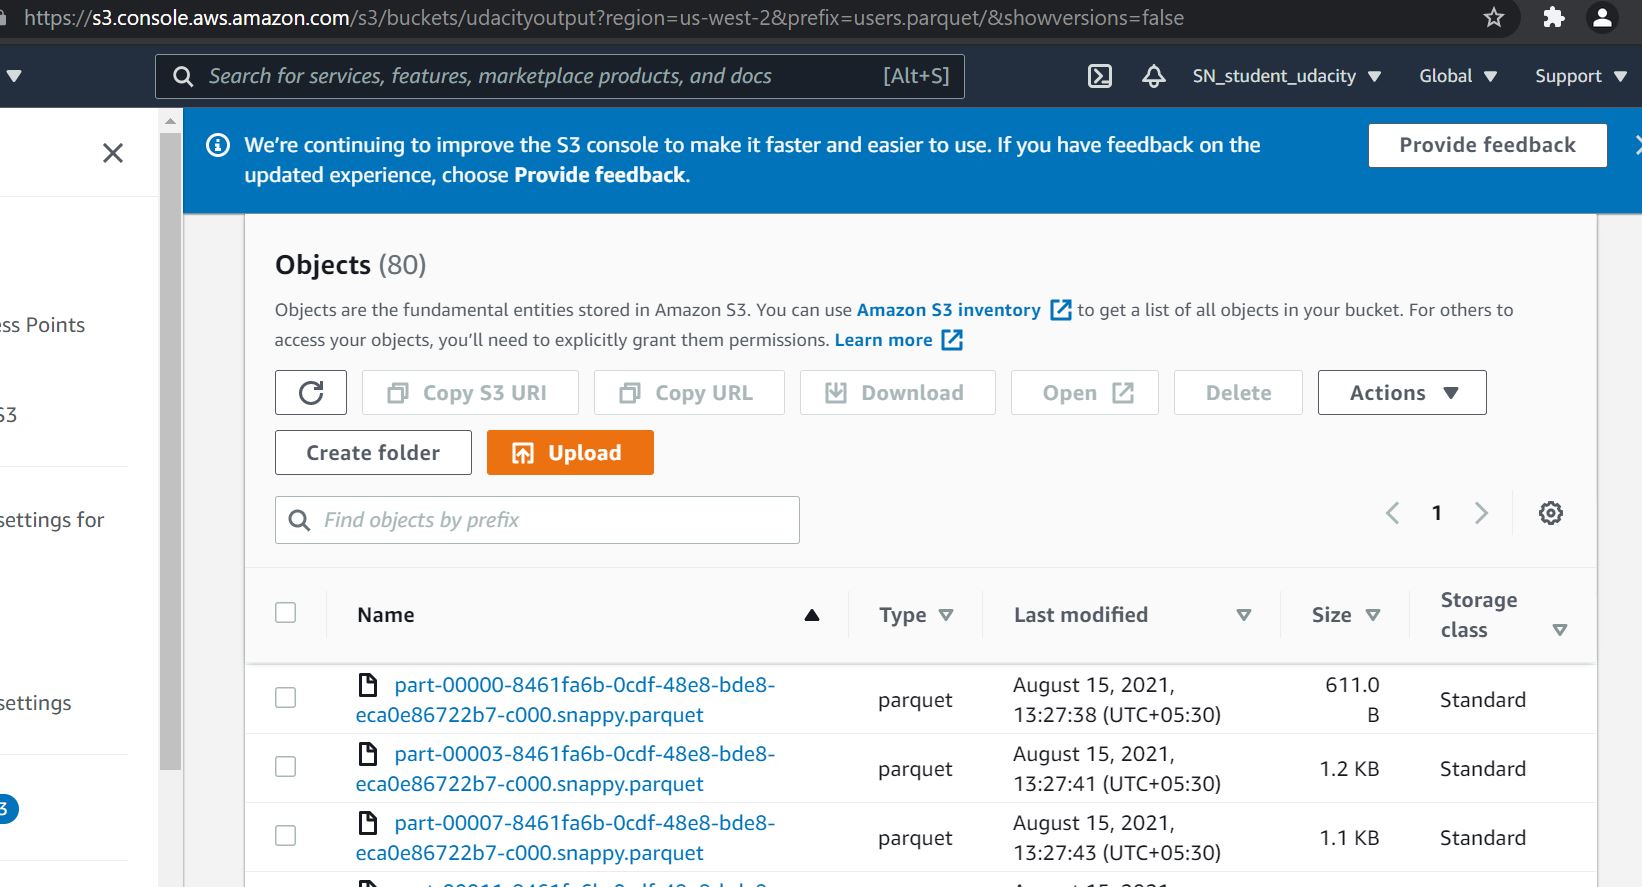 https://s3.console.aws.amazon.com/s3/buckets/udacityoutput?region=us-west-2&prefix=users.parquet/&showversions=false
Search for services, features, marketplace products, and docs [Alt+S] SN_student_udacity Global Support
We're continuing to improve the S3 console to make it faster and easier to use. If you have feedback on the
updated experience, choose Provide feedback.
Provide feedback
ss Points
S3
settings for
settings
3
Objects (80)
Objects are the fundamental entities stored in Amazon S3. You can use Amazon S3 inventory to get a list of all objects in your bucket. For others to
access your objects, you'll need to explicitly grant them permissions. Learn more
Copy S3 URI Copy URL Download Open Delete Actions
Create folder Upload
Find objects by prefix 1
Name Type Last modified Size Storage
class
part-00000-8461fa6b-0cdf-48e8-bde8-
eca0e86722b7-c000.snappy.parquet
parquet
August 15, 2021,
13:27:38 (UTC+05:30)
611.0
B
Standard
part-00003-8461fa6b-0cdf-48e8-bde8-
eca0e86722b7-c000.snappy.parquet
parquet
August 15, 2021,
13:27:41 (UTC+05:30)
1.2 KB
Standard
part-00007-8461fa6b-0cdf-48e8-bde8-
eca0e86722b7-c000.snappy.parquet
parquet
August 15, 2021,
13:27:43 (UTC+05:30)
1.1 KB
Standard